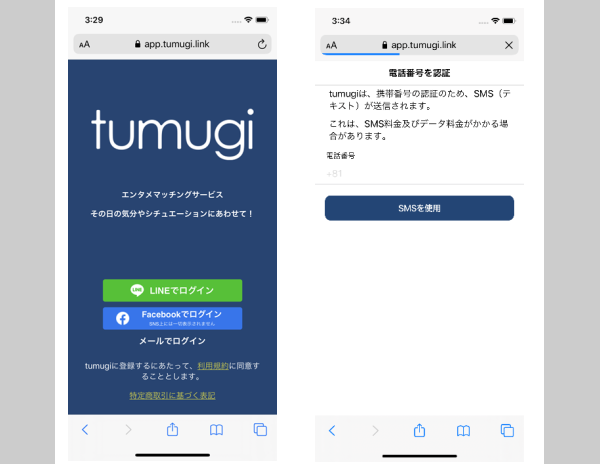 3:29
AA app.tumugi.link
tumugi
エンタメマッチングサービス
その日の気分やシチュエーションにあわせて！
LINE LINEでログイン
Facebookでログイン
SNS上には一切表示されません
メールでログイン
tumugiに登録するにあたって、利用規約に同意す
ることとします。
特定商取引に基づく表記
3:34
AA app.tumugi.link
電話番号を認証
tumugiは、携帯番号の認証のため、SMS（テ
キスト）が送信されます。
これは、SMS料金及びデータ料金がかかる場
合があります。
電話番号
+81
SMSを使用